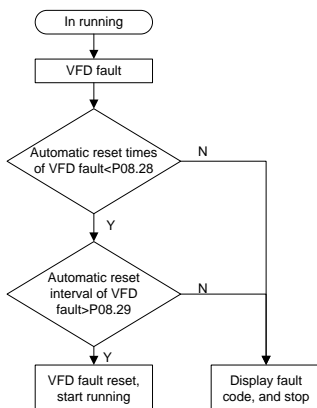 In running
VFD fault
Automatic reset times
of VFD fault<P08.28
N
Y
Automatic reset
interval of VFD
fault>P08.29
N
Y
VFD fault reset,
start running
Display fault
code, and stop